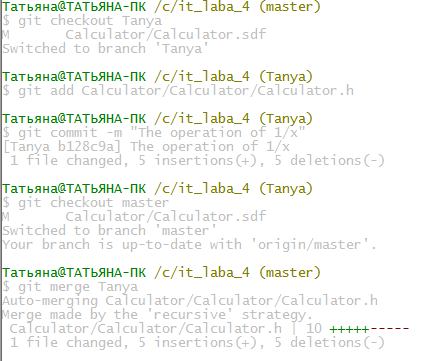 Татьяна@ТАТЬЯНА-ПК /c/it_laba_4 (master)
$ git checkout Tanya
M       Calculator/Calculator.sdf
Switched to branch 'Tanya'
Татьяна@ТАТЬЯНА-ПК /c/it_laba_4 (Tanya)
$ git add Calculator/Calculator/Calculator.h
Татьяна@ТАТЬЯНА-ПК /c/it_laba_4 (Tanya)
$ git commit -m "The operation of 1/x"
[Tanya b128c9a] The operation of 1/x
 1 file changed, 5 insertions(+), 5 deletions(-)
Татьяна@ТАТЬЯНА-ПК /c/it_laba_4 (Tanya)
$ git checkout master
M       Calculator/Calculator.sdf
Switched to branch 'master'
Your branch is up-to-date with 'origin/master'.
Татьяна@ТАТЬЯНА-ПК /c/it_laba_4 (master)
$ git merge Tanya
Auto-merging Calculator/Calculator/Calculator.h
Merge made by the 'recursive' strategy.
 Calculator/Calculator/Calculator.h | 10 +++++-----
 1 file changed, 5 insertions(+), 5 deletions(-)